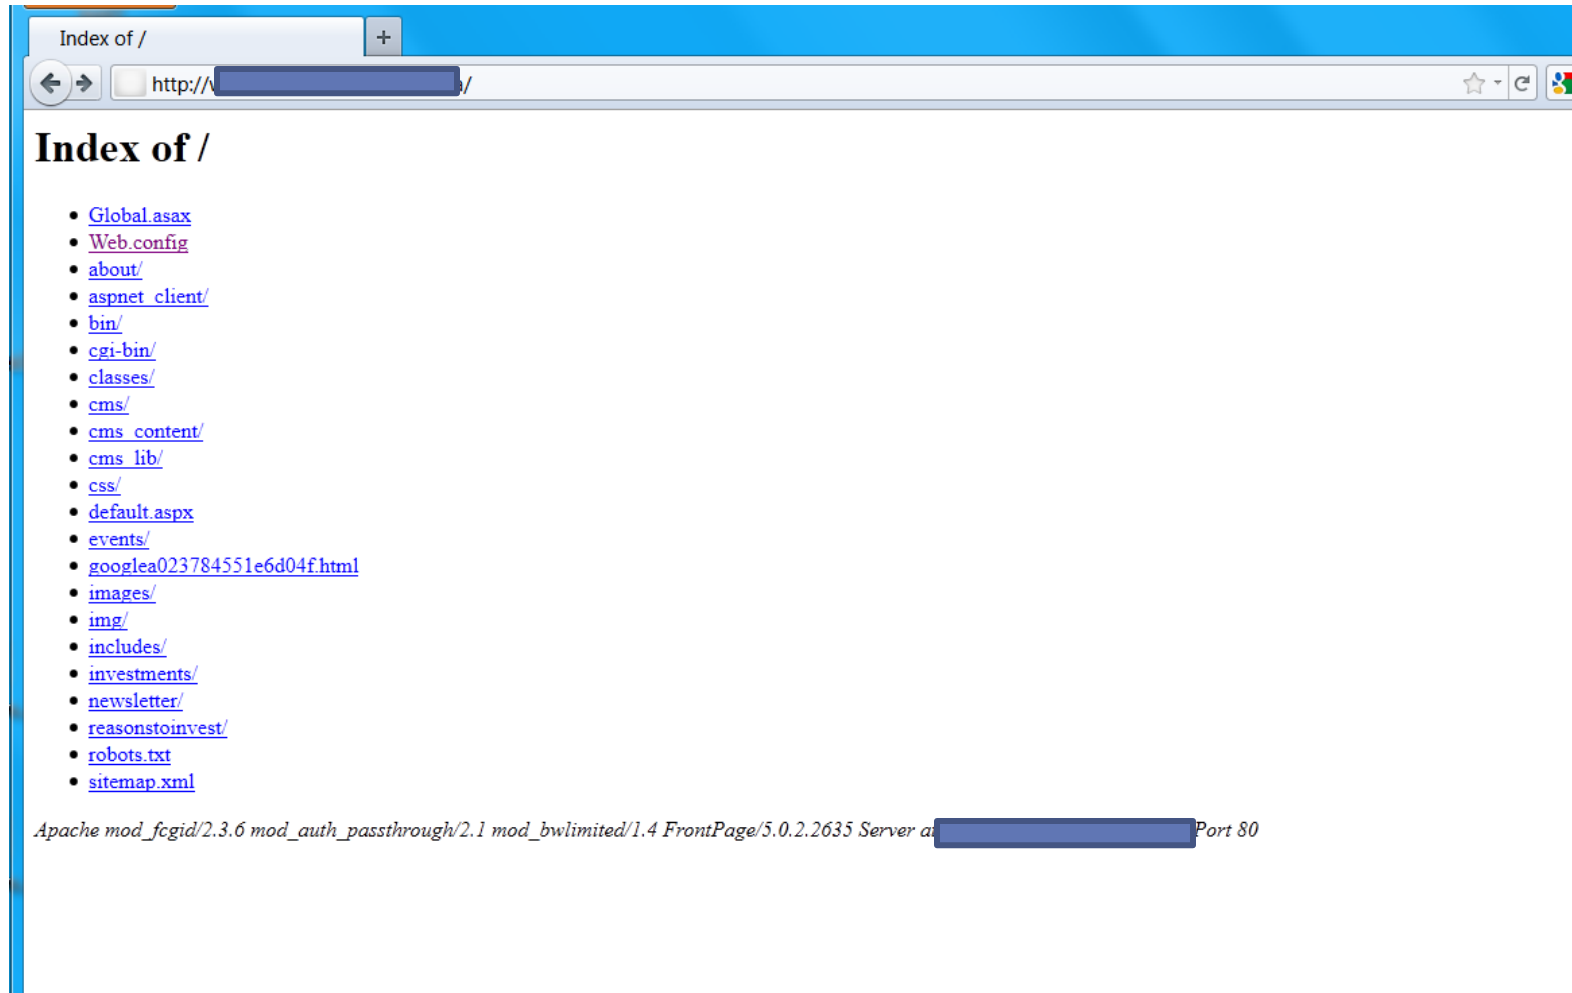 Index of /
http://w /
Index of /
Global.asax
Web.config
about/
aspnet_client/
bin/
cgi-bin/
classes/
cms/
cms_content/
cms_lib/
css/
default.aspx
events/
googlea023784551e6d04f.html
images/
img/
includes/
investments/
newsletter/
reasonstoinvest/
robots.txt
sitemap.xml
Apache mod_fcgid/2.3.6 mod_auth_passthrough/2.1 mod_bwlimited/1.4 FrontPage/5.0.2.2635 Server at Port 80